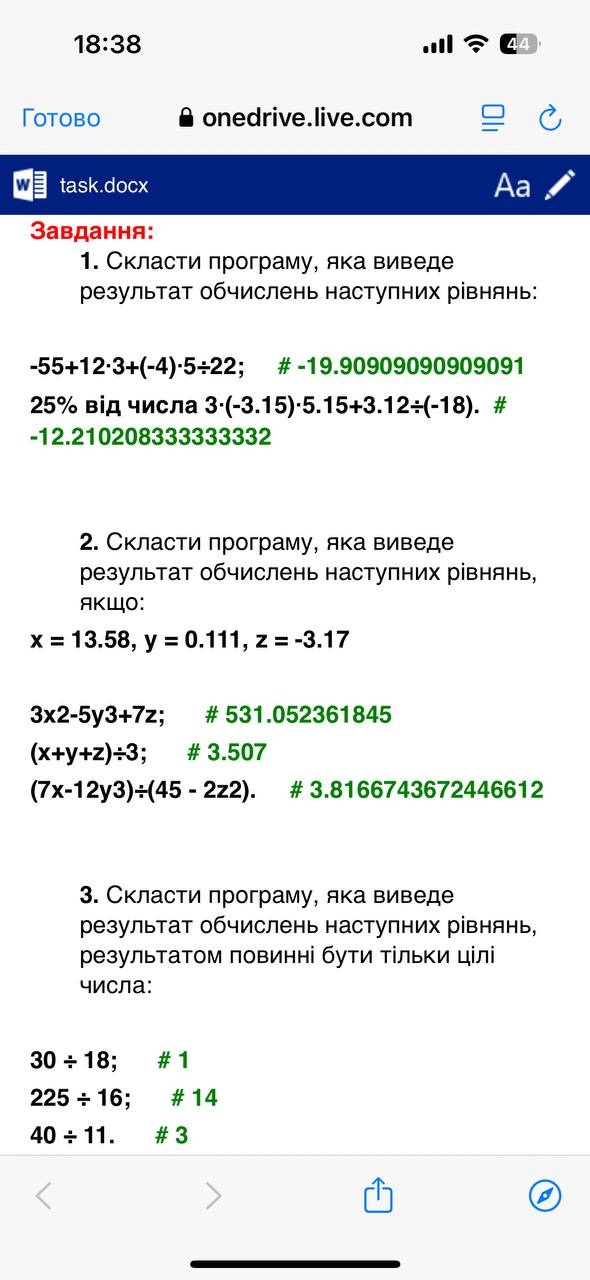 18:38
44
Готово
onedrive.live.com
task.docx
Aa
Завдання:
1. Скласти програму, яка виведе
результат обчислень наступних рівнянь:
-55+12·3+(-4)·5÷22; # -19.90909090909091
25% від числа 3·(-3.15)·5.15+3.12÷(-18). #
-12.210208333333332
2. Скласти програму, яка виведе
результат обчислень наступних рівнянь,
якщо:
x = 13.58, y = 0.111, z = -3.17
3x2-5y3+7z; # 531.052361845
(x+y+z)÷3; # 3.507
(7x-12y3)÷(45 - 2z2). # 3.8166743672446612
3. Скласти програму, яка виведе
результат обчислень наступних рівнянь,
результатом повинні бути тільки цілі
числа:
30 ÷ 18; # 1
225 ÷ 16; # 14
40 ÷ 11. # 3